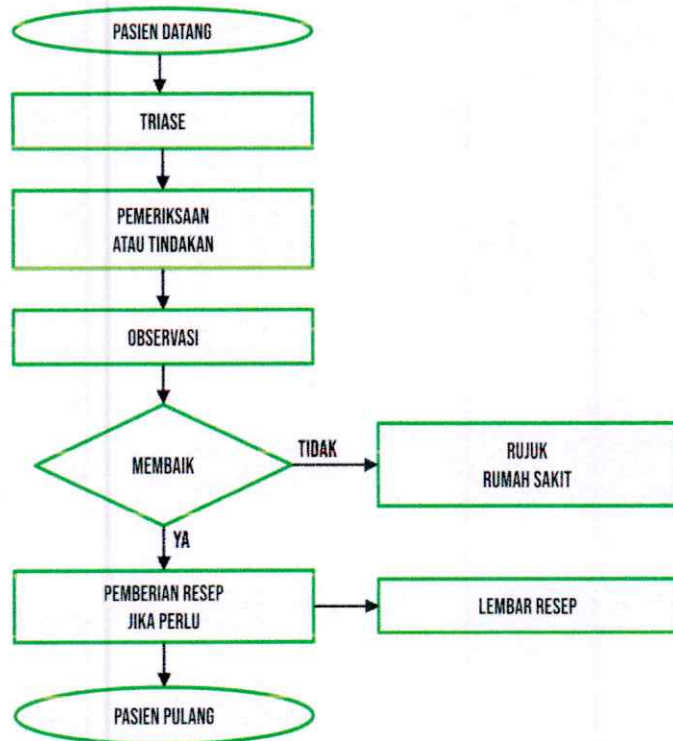 PASIEN DATANG
TRIASE
PEMERIKSAAN
ATAU TINDAKAN
OBSERVASI
MEMBAIK
TIDAK
RUJUK
RUMAH SAKIT
YA
PEMBERIAN RESEP
JIKA PERLU
LEMBAR RESEP
PASIEN PULANG